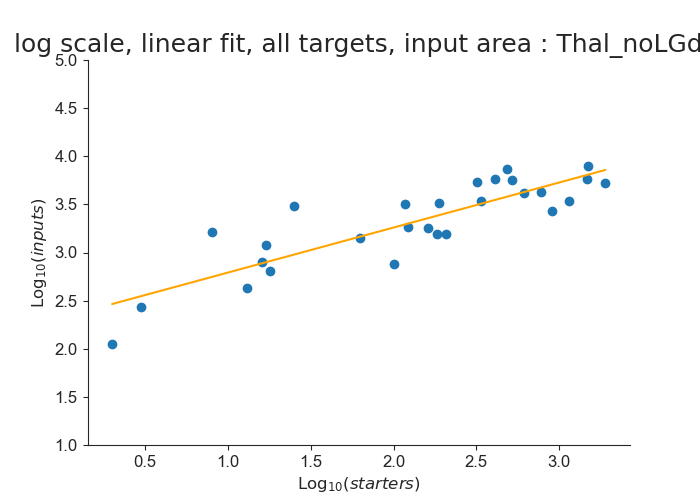 log scale, linear fit, all targets, input area : Thal_noLGd
5.0
4.5
4.0
3.5
3.0
2.5
2.0
1.5
1.0
Log₁₀(inputs)
0.5 1.0 1.5 2.0 2.5 3.0
Log₁₀(starters)